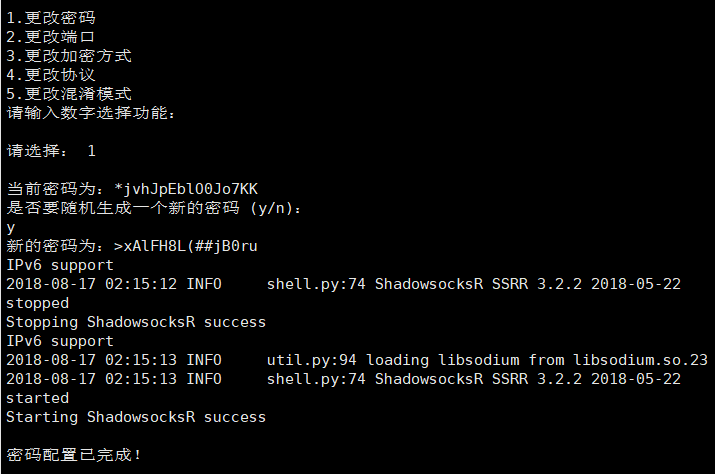 1.更改密码
2.更改端口
3.更改加密方式
4.更改协议
5.更改混淆模式
请输入数字选择功能：
请选择： 1
当前密码为：*jvhJpEblO0Jo7KK
是否要随机生成一个新的密码 (y/n)：
y
新的密码为：>xAlFH8L(##jB0ru
IPv6 support
2018-08-17 02:15:12 INFO     shell.py:74 ShadowsocksR SSRR 3.2.2 2018-05-22
stopped
Stopping ShadowsocksR success
IPv6 support
2018-08-17 02:15:13 INFO     util.py:94 loading libsodium from libsodium.so.23
2018-08-17 02:15:13 INFO     shell.py:74 ShadowsocksR SSRR 3.2.2 2018-05-22
started
Starting ShadowsocksR success
密码配置已完成！